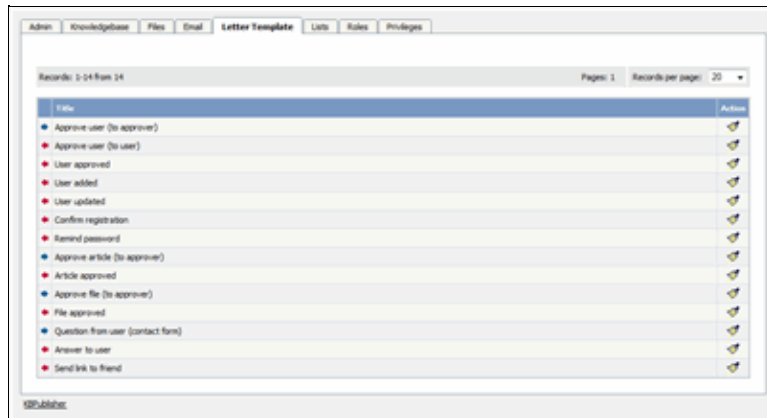 Admin Knowledgebase Files Email Letter Template Lists Roles Privileges
Records: 1-14 from 14 Pages: 1 Records per page: 20
Title Action
Approve user (to approver)
Approve user (to user)
User approved
User added
User updated
Confirm registration
Remind password
Approve article (to approver)
Article approved
Approve file (to approver)
File approved
Question from user (contact form)
Answer to user
Send link to friend
KBPublisher